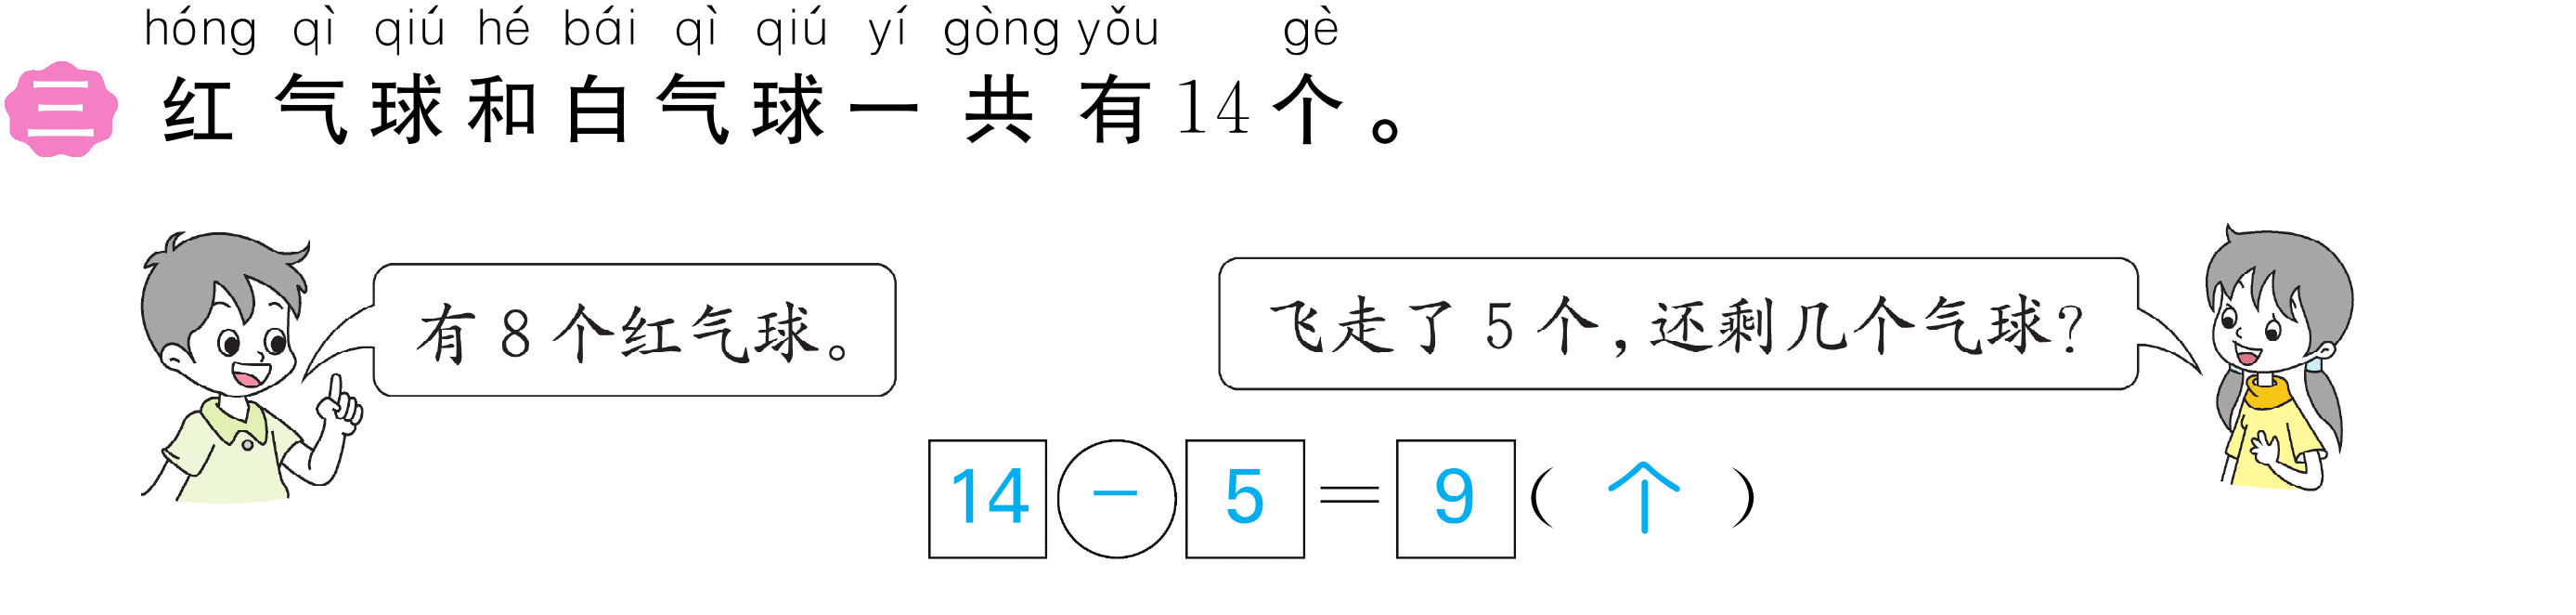 hóng qì qiú hé bái qì qiú yí gòng yǒu gè
三 红气球和白气球一共有14个。
有8个红气球。
飞走了5个,还剩几个气球?
14 - 5 = 9 ( 个 )